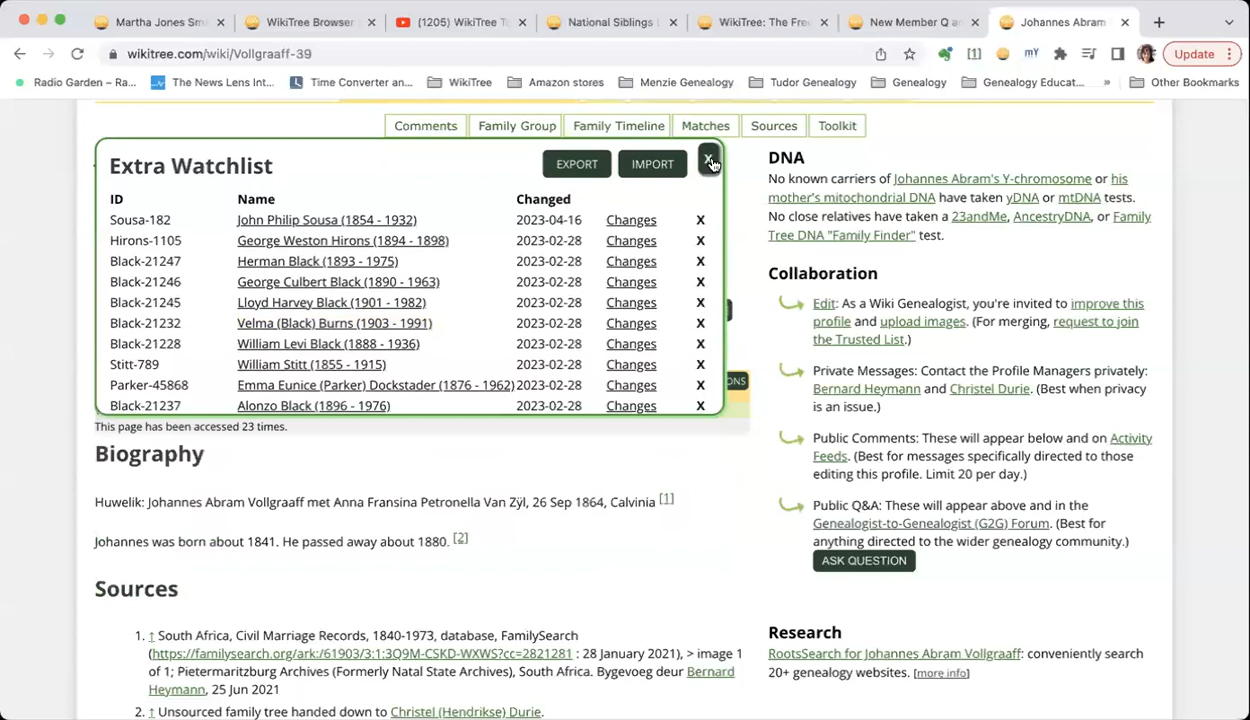 Martha Jones Sm
WikiTree Browser
(1205) WikiTree T
National Siblings
WikiTree: The Fre
New Member Q a
Johannes Abram
wikitree.com/wiki/Vollgraaff-39
[1]
mY
Update
Radio Garden – Ra...
The News Lens Int...
Time Converter an...
WikiTree
Amazon stores
Menzie Genealogy
Tudor Genealogy
Genealogy
Genealogy Educat...
»
Other Bookmarks
Comments Family Group Family Timeline Matches Sources Toolkit
Extra Watchlist EXPORT IMPORT X
ID Name Changed
Sousa-182 John Philip Sousa (1854 - 1932) 2023-04-16 Changes X
Hirons-1105 George Weston Hirons (1894 - 1898) 2023-02-28 Changes X
Black-21247 Herman Black (1893 - 1975) 2023-02-28 Changes X
Black-21246 George Culbert Black (1890 - 1963) 2023-02-28 Changes X
Black-21245 Lloyd Harvey Black (1901 - 1982) 2023-02-28 Changes X
Black-21232 Velma (Black) Burns (1903 - 1991) 2023-02-28 Changes X
Black-21228 William Levi Black (1888 - 1936) 2023-02-28 Changes X
Stitt-789 William Stitt (1855 - 1915) 2023-02-28 Changes X
Parker-45868 Emma Eunice (Parker) Dockstader (1876 - 1962) 2023-02-28 Changes X
Black-21237 Alonzo Black (1896 - 1976) 2023-02-28 Changes X
ONS
This page has been accessed 23 times.
Biography
Huwelik: Johannes Abram Vollgraaff met Anna Fransina Petronella Van Zÿl, 26 Sep 1864, Calvinia [1]
Johannes was born about 1841. He passed away about 1880. [2]
Sources
1. ↑ South Africa, Civil Marriage Records, 1840-1973, database, FamilySearch
(https://familysearch.org/ark:/61903/3:1:3Q9M-CSKD-WXWS?cc=2821281 : 28 January 2021), > image 1
of 1; Pietermaritzburg Archives (Formerly Natal State Archives), South Africa. Bygevoeg deur Bernard
Heymann, 25 Jun 2021
2. ↑ Unsourced family tree handed down to Christel (Hendrikse) Durie.
DNA
No known carriers of Johannes Abram's Y-chromosome or his
mother's mitochondrial DNA have taken yDNA or mtDNA tests.
No close relatives have taken a 23andMe, AncestryDNA, or Family
Tree DNA "Family Finder" test.
Collaboration
Edit: As a Wiki Genealogist, you're invited to improve this
profile and upload images. (For merging, request to join
the Trusted List.)
Private Messages: Contact the Profile Managers privately:
Bernard Heymann and Christel Durie. (Best when privacy
is an issue.)
Public Comments: These will appear below and on Activity
Feeds. (Best for messages specifically directed to those
editing this profile. Limit 20 per day.)
Public Q&A: These will appear above and in the
Genealogist-to-Genealogist (G2G) Forum. (Best for
anything directed to the wider genealogy community.)
ASK QUESTION
Research
RootsSearch for Johannes Abram Vollgraaff: conveniently search
20+ genealogy websites. [more info]